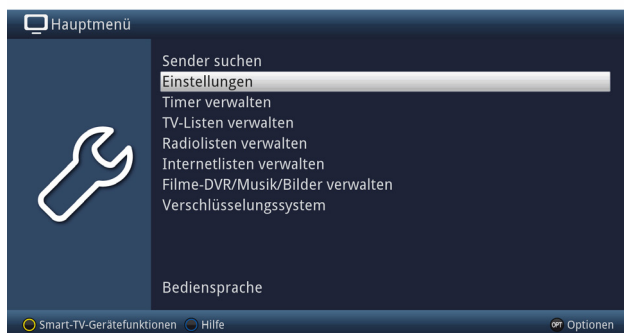 Hauptmenü
Sender suchen
Einstellungen
Timer verwalten
TV-Listen verwalten
Radiolisten verwalten
Internetlisten verwalten
Filme-DVR/Musik/Bilder verwalten
Verschlüsselungssystem
Bediensprache
Smart-TV-Gerätefunktionen Hilfe OPT Optionen